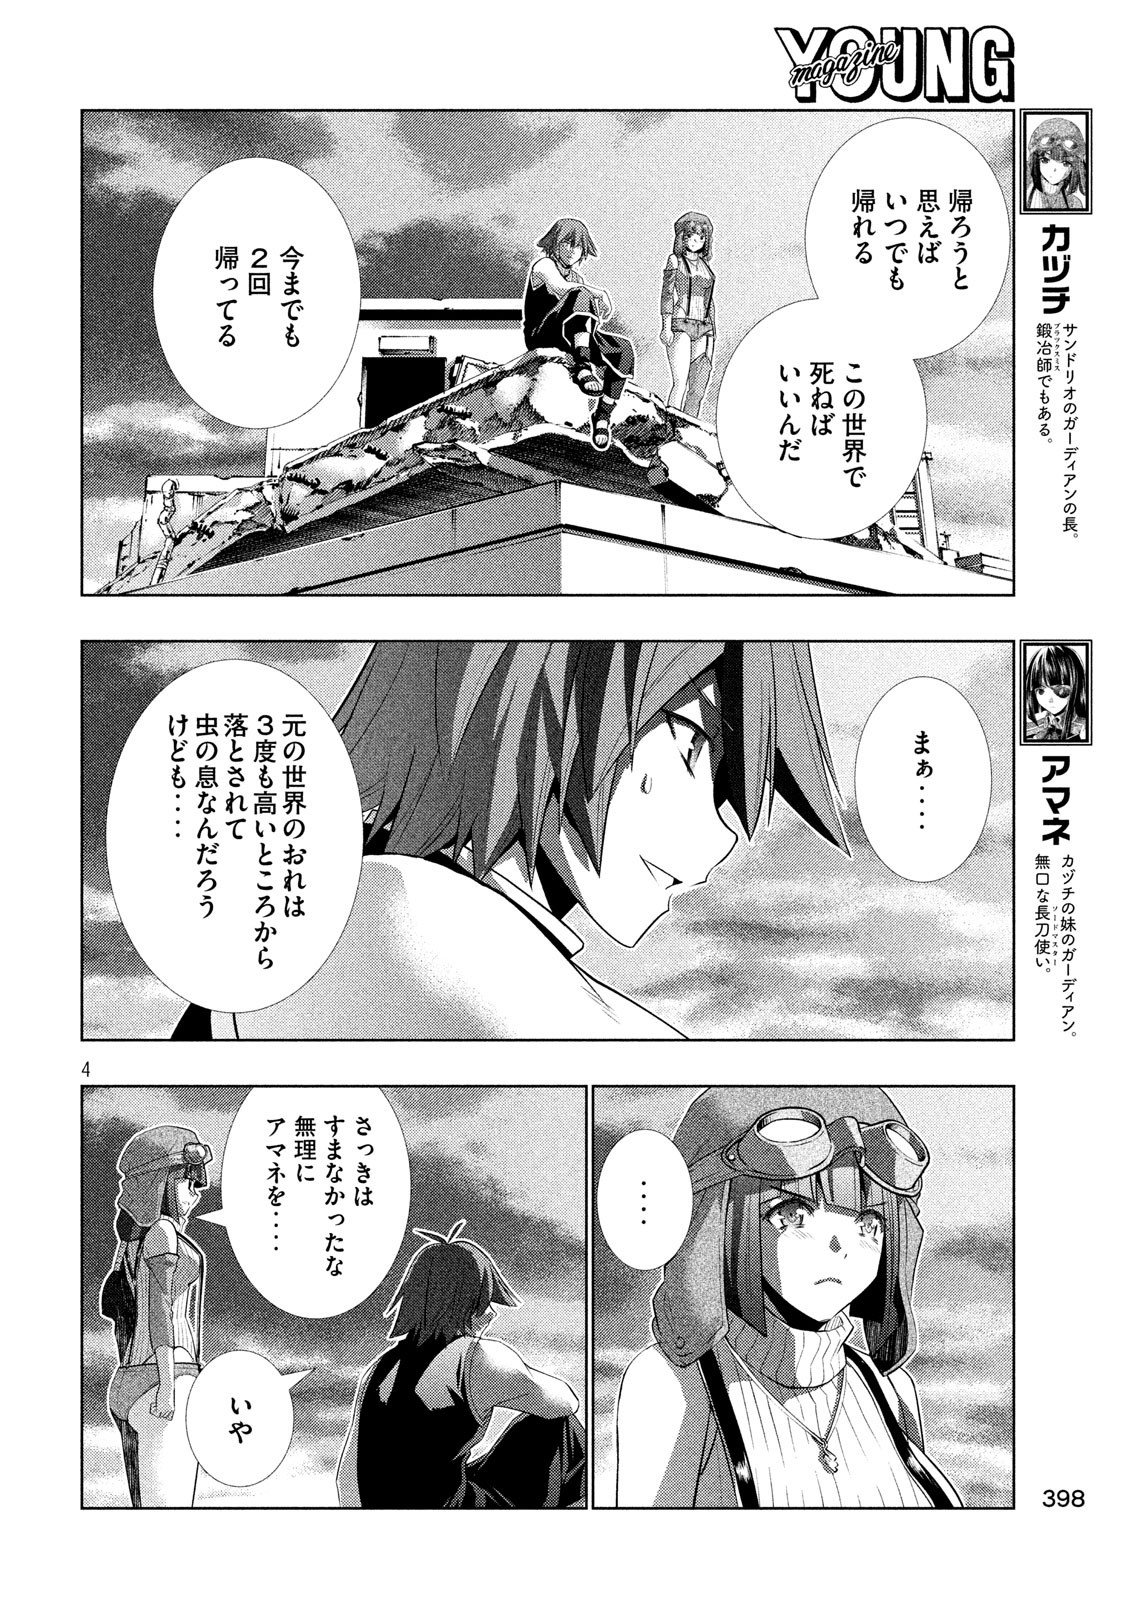 YOUNG
magazine
カヅチ
サンドリオのガーディアンの長。
鍛冶師でもある。
ブラックスミス
帰ろうと
思えば
いつでも
帰れる
この世界で
死ねば
いいんだ
今までも
2回
帰ってる
アマネ
カヅチの妹のガーディアン。
無口な長刀使い。
ソードマスター
まぁ‥‥
元の世界のおれは
3度も高いところから
落とされて
虫の息なんだろう
けども‥‥
4
‥‥
さっきは
すまなかったな
無理に
アマネを‥‥
いや
398